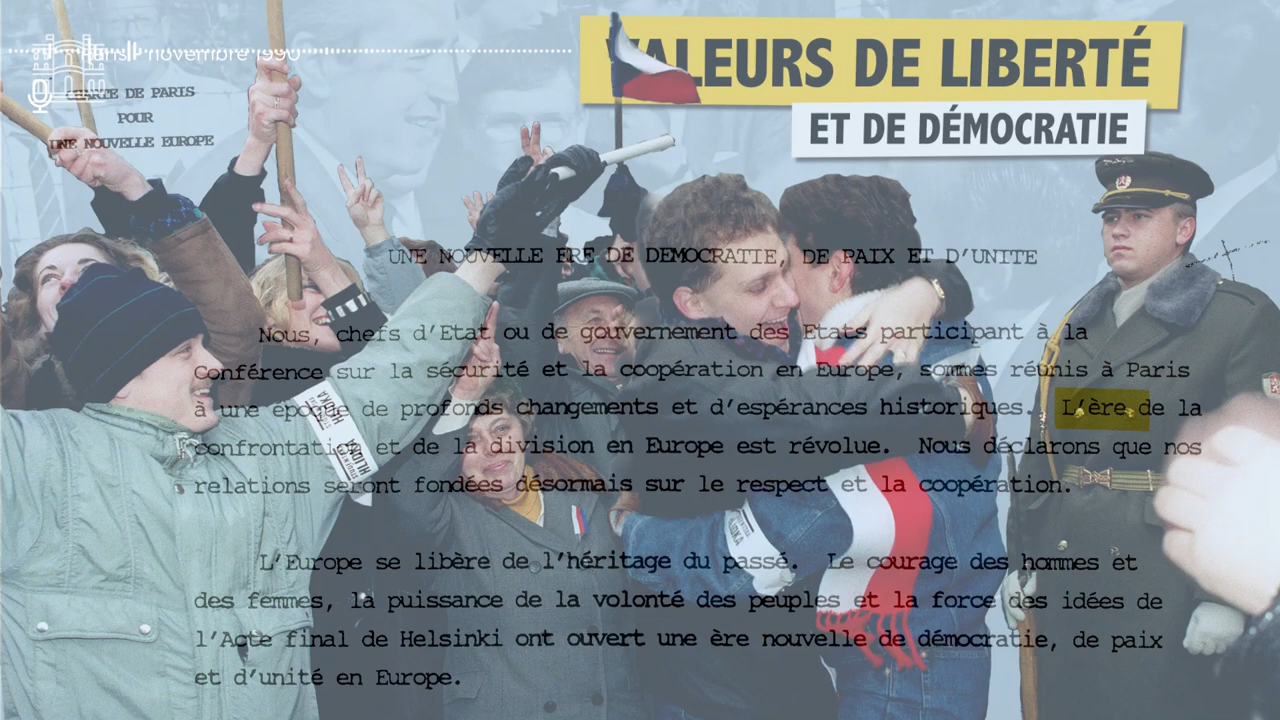 VALEURS DE LIBERTÉ
ET DE DÉMOCRATIE
Paris, novembre 1990
CHARTE DE PARIS
POUR
UNE NOUVELLE EUROPE
UNE NOUVELLE ERE DE DEMOCRATIE, DE PAIX ET D'UNITE
Nous, chefs d'Etat ou de gouvernement des Etats participant à la
Conférence sur la sécurité et la coopération en Europe, sommes réunis à Paris
à une époque de profonds changements et d'espérances historiques. L'ère de la
confrontation et de la division en Europe est révolue. Nous déclarons que nos
relations seront fondées désormais sur le respect et la coopération.
L'Europe se libère de l'héritage du passé. Le courage des hommes et
des femmes, la puissance de la volonté des peuples et la force des idées de
l'Acte final de Helsinki ont ouvert une ère nouvelle de démocratie, de paix
et d'unité en Europe.